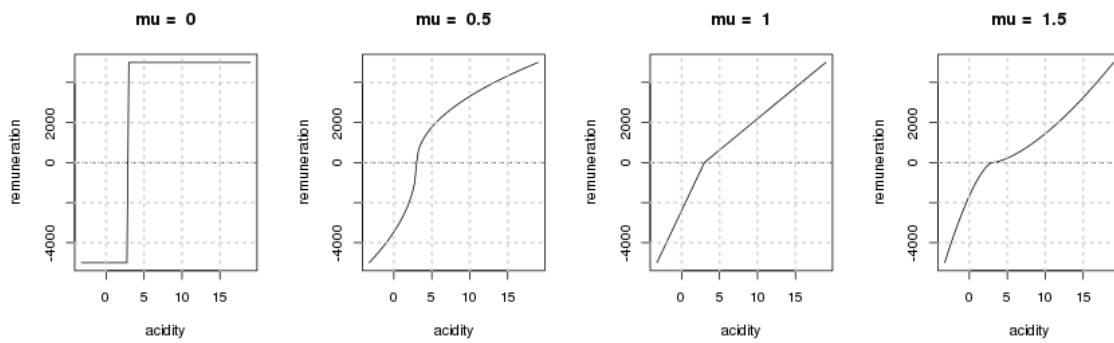 mu = 0
mu = 0.5
mu = 1
mu = 1.5
remuneration
-4000
0
2000
0 5 10 15
acidity
remuneration
-4000
0
2000
0 5 10 15
acidity
remuneration
-4000
0
2000
0 5 10 15
acidity
remuneration
-4000
0
2000
0 5 10 15
acidity